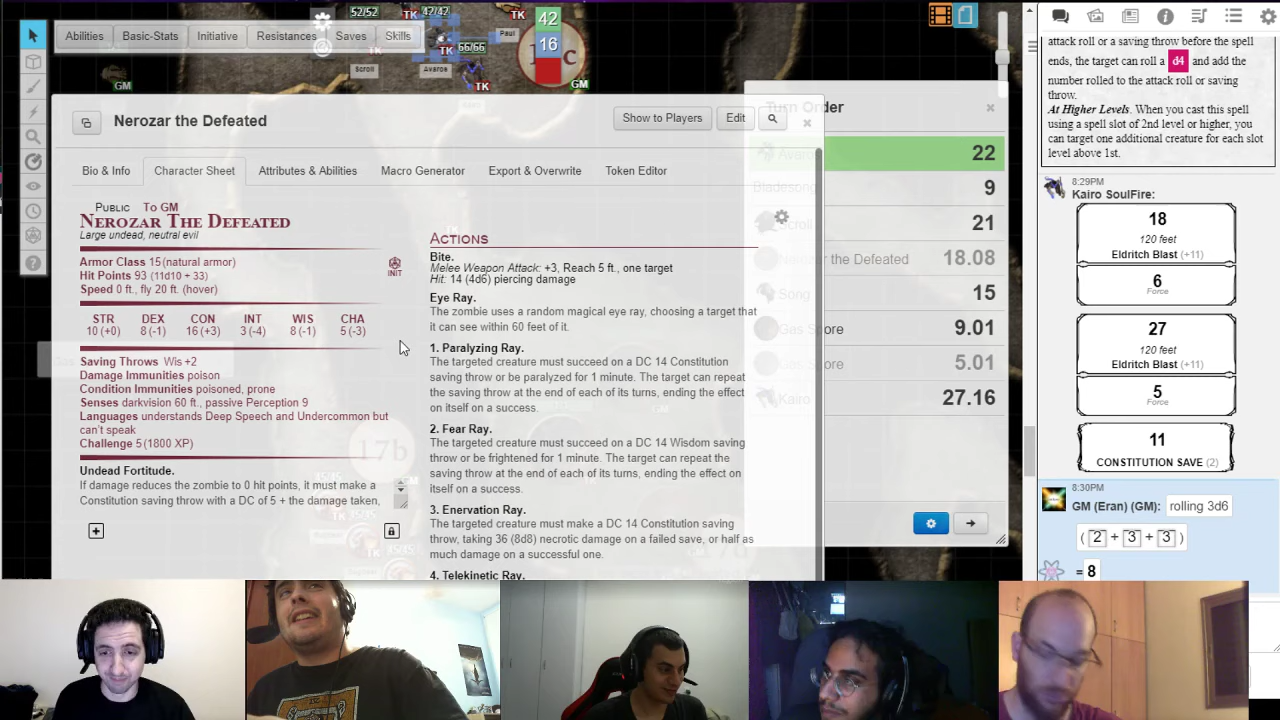 52/52
TK
42/42
TK
66/66
TK
TK
Paul
42
16
c
GM
GM
Scroll
Avaros
TK
Abilities
Basic-Stats
Initiative
Resistances
Saves
Skills
Nerozar the Defeated
Show to Players
Edit
Bio & Info
Character Sheet
Attributes & Abilities
Macro Generator
Export & Overwrite
Token Editor
PUBLIC To GM
NEROZAR THE DEFEATED
Large undead, neutral evil
Armor Class 15 (natural armor)
Hit Points 93 (11d10 + 33)
Speed 0 ft., fly 20 ft. (hover)
INIT
STR DEX CON INT WIS CHA
10 (+0) 8 (-1) 16 (+3) 3 (-4) 8 (-1) 5 (-3)
Saving Throws Wis +2
Damage Immunities poison
Condition Immunities poisoned, prone
Senses darkvision 60 ft., passive Perception 9
Languages understands Deep Speech and Undercommon but
can't speak
Challenge 5 (1800 XP)
17b
Undead Fortitude.
If damage reduces the zombie to 0 hit points, it must make a
Constitution saving throw with a DC of 5 + the damage taken,
ACTIONS
Bite.
Melee Weapon Attack: +3, Reach 5 ft., one target
Hit: 14 (4d6) piercing damage
Eye Ray.
The zombie uses a random magical eye ray, choosing a target that
it can see within 60 feet of it.
1. Paralyzing Ray.
The targeted creature must succeed on a DC 14 Constitution
saving throw or be paralyzed for 1 minute. The target can repeat
the saving throw at the end of each of its turns, ending the effect
on itself on a success.
2. Fear Ray.
The targeted creature must succeed on a DC 14 Wisdom saving
throw or be frightened for 1 minute. The target can repeat the
saving throw at the end of each of its turns, ending the effect on
itself on a success.
3. Enervation Ray.
The targeted creature must make a DC 14 Constitution saving
throw, taking 36 (8d8) necrotic damage on a failed save, or half as
much damage on a successful one.
4. Telekinetic Ray.
Turn Order
Avaros 22
Bladesong 9
Scroll 21
Nerozar the Defeated 18.08
Song 15
Gas Spore 9.01
Gas Spore 5.01
Kairo 27.16
attack roll or a saving throw before the spell
ends, the target can roll a d4 and add the
number rolled to the attack roll or saving
throw.
At Higher Levels. When you cast this spell
using a spell slot of 2nd level or higher, you
can target one additional creature for each slot
level above 1st.
8:29PM
Kairo SoulFire:
18
120 feet
Eldritch Blast (+11)
6
Force
27
120 feet
Eldritch Blast (+11)
5
Force
11
CONSTITUTION SAVE (2)
8:30PM
GM (Eran) (GM): rolling 3d6
( 2 + 3 + 3 )
= 8